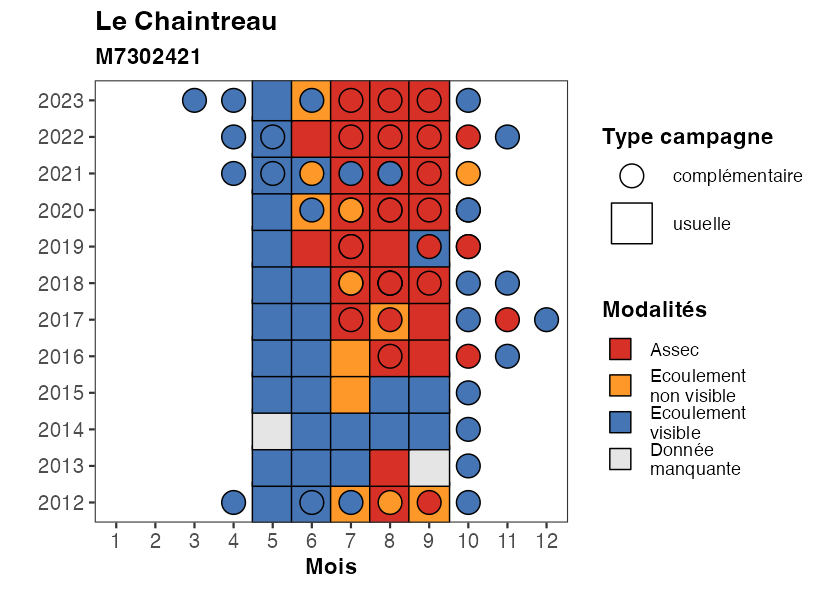 Le Chaintreau
M7302421
2023
2022
2021
2020
2019
2018
2017
2016
2015
2014
2013
2012
1 2 3 4 5 6 7 8 9 10 11 12
Mois
Type campagne
complémentaire
usuelle
Modalités
Assec
Ecoulement
non visible
Ecoulement
visible
Donnée
manquante